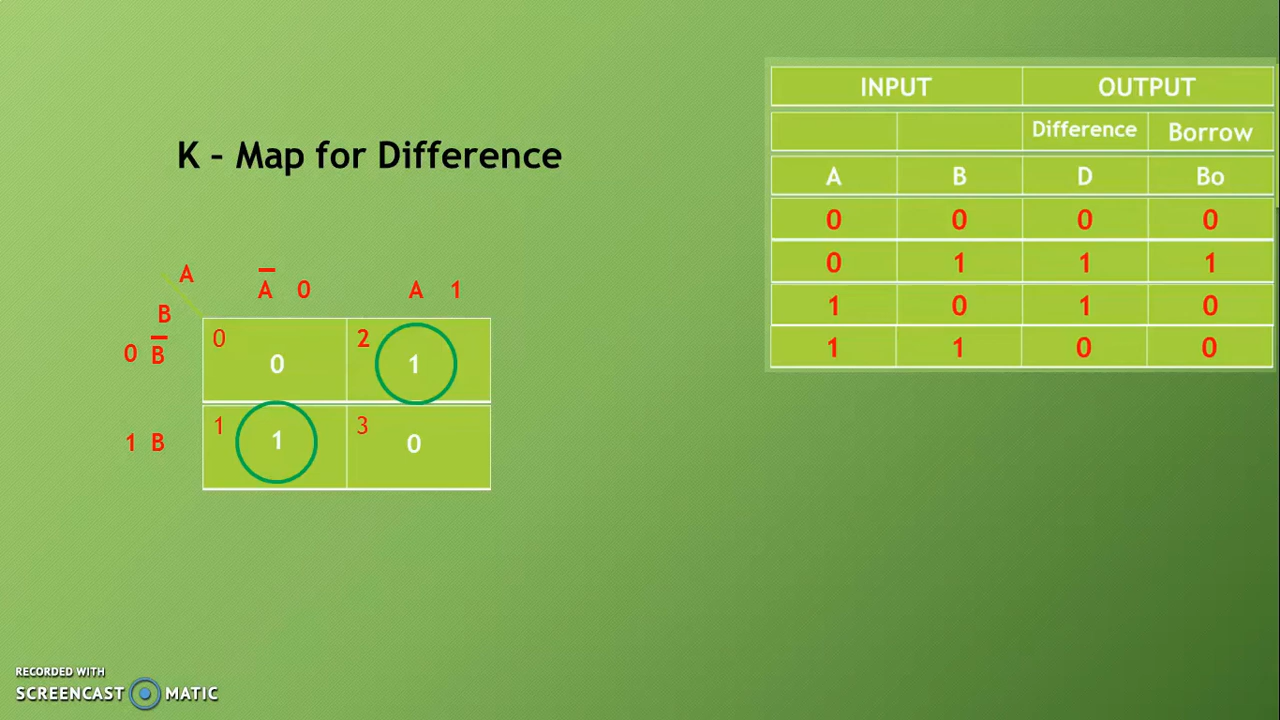 K - Map for Difference
A
B
A̅ 0 A 1
0 B̅ 0 0 2 1
1 B 1 1 3 0
INPUT OUTPUT
Difference Borrow
A B D Bo
0 0 0 0
0 1 1 1
1 0 1 0
1 1 0 0
RECORDED WITH
SCREENCAST MATIC